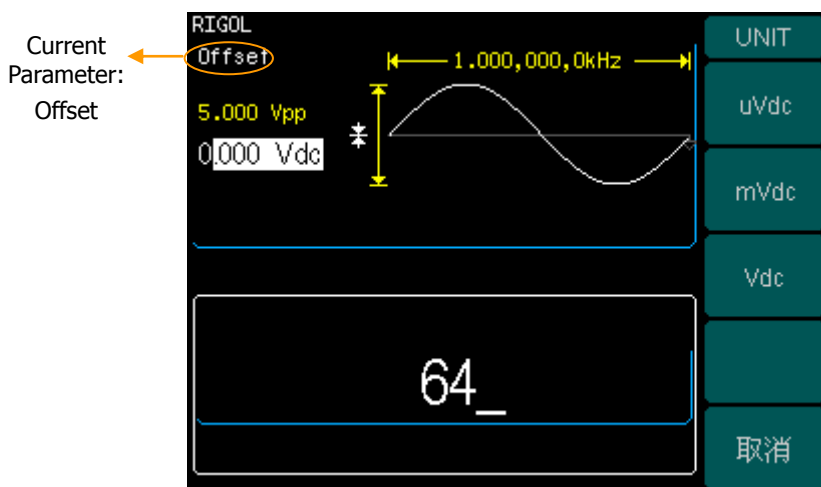 Current
Parameter:
Offset
RIGOL
Offset
1.000,000,0kHz
5.000 Vpp
0.000 Vdc
64_
UNIT
uVdc
mVdc
Vdc
取消